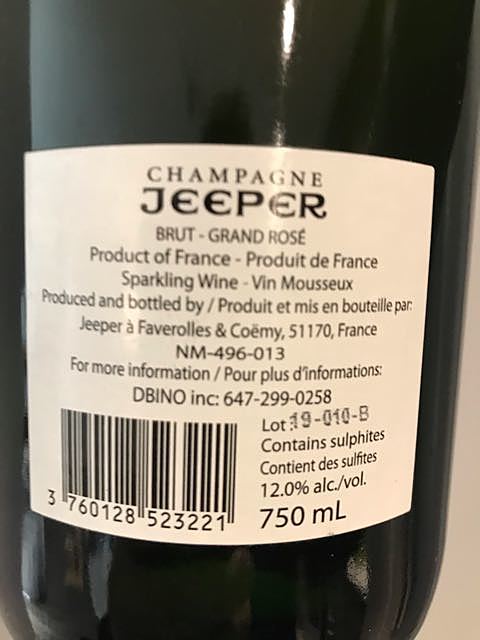 CHAMPAGNE
JEEPER
BRUT - GRAND ROSÉ
Product of France - Produit de France
Sparkling Wine - Vin Mousseux
Produced and bottled by / Produit et mis en bouteille par:
Jeeper à Faverolles & Coëmy, 51170, France
NM-496-013
For more information / Pour plus d'informations:
DBINO inc: 647-299-0258
Lot:19-010-B
Contains sulphites
Contient des sulfites
12.0% alc./vol.
750 mL
3 760128 523221